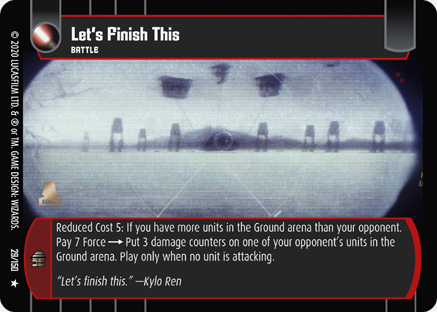 Let's Finish This
BATTLE
Reduced Cost 5: If you have more units in the Ground arena than your opponent.
Pay 7 Force → Put 3 damage counters on one of your opponent's units in the
Ground arena. Play only when no unit is attacking.
"Let's finish this." —Kylo Ren
© 2020 LUCASFILM LTD. & ® or TM. GAME DESIGN: WIZARDS.
29/150 ★